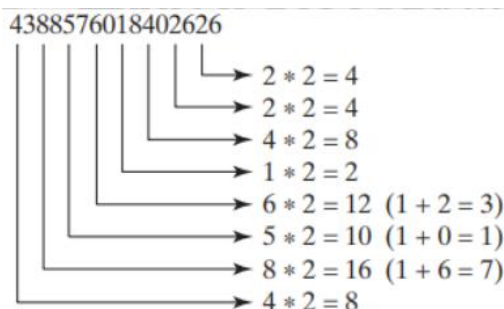 4388576018402626
2 * 2 = 4
2 * 2 = 4
4 * 2 = 8
1 * 2 = 2
6 * 2 = 12 (1 + 2 = 3)
5 * 2 = 10 (1 + 0 = 1)
8 * 2 = 16 (1 + 6 = 7)
4 * 2 = 8